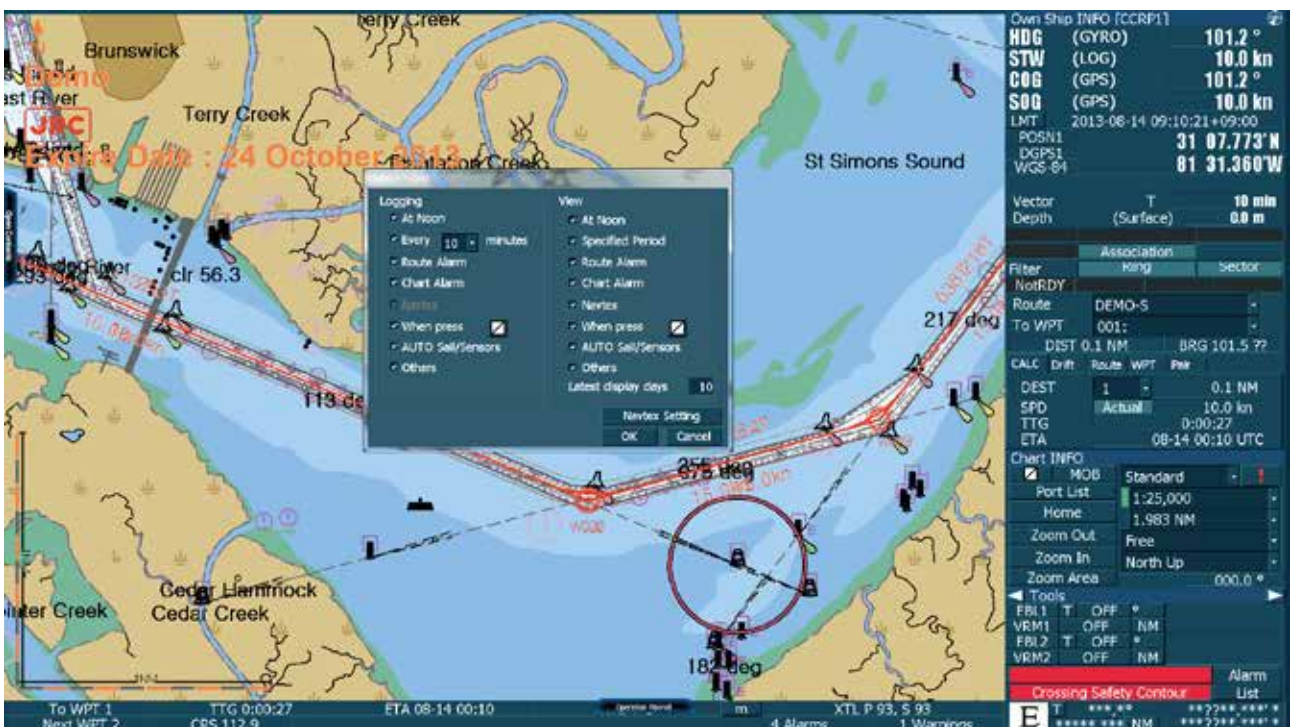 Terry Creek
Brunswick
Demo
East River
Terry Creek
JRC
Expire Date : 24 October 2013
Plantation Creek
St Simons Sound
clr 56.3
217 deg
113 deg
182 deg
Cedar Hammock
Cedar Creek
Logging
At Noon
Every 10 minutes
Route Alarm
Chart Alarm
Navtex
When press
AUTO Sail/Sensors
Others
View
At Noon
Specified Period
Route Alarm
Chart Alarm
Navtex
When press
AUTO Sail/Sensors
Others
Latest display days 10
Navtex Setting
OK Cancel
Own Ship INFO [CCRP1]
HDG (GYRO) 101.2 °
STW (LOG) 10.0 kn
COG (GPS) 101.2 °
SOG (GPS) 10.0 kn
LMT 2013-08-14 09:10:21+09:00
POSN1 31 07.773'N
DGPS1
WGS-84 81 31.360'W
Vector T 10 min
Depth (Surface) 0.0 m
Association
Filter Ring Sector
NotRDY
Route DEMO-S
To WPT 001:
DIST 0.1 NM BRG 101.5 ??
CALC Drift Route WPT Pair
DEST 1 0.1 NM
SPD Actual 10.0 kn
TTG 0:00:27
ETA 08-14 00:10 UTC
Chart INFO
MOB Standard !
Port List 1:25,000
Home 1.983 NM
Zoom Out Free
Zoom In North Up
Zoom Area 000.0 °
Tools
EBL1 T OFF °
VRM1 OFF NM
EBL2 T OFF °
VRM2 OFF NM
Alarm
Crossing Safety Contour List
To WPT 1 TTG 0:00:27 ETA 08-14 00:10 m XTL P 93, S 93
Next WPT 2 CRS 112.9 4 Alarms 1 Warnings
E T
NM